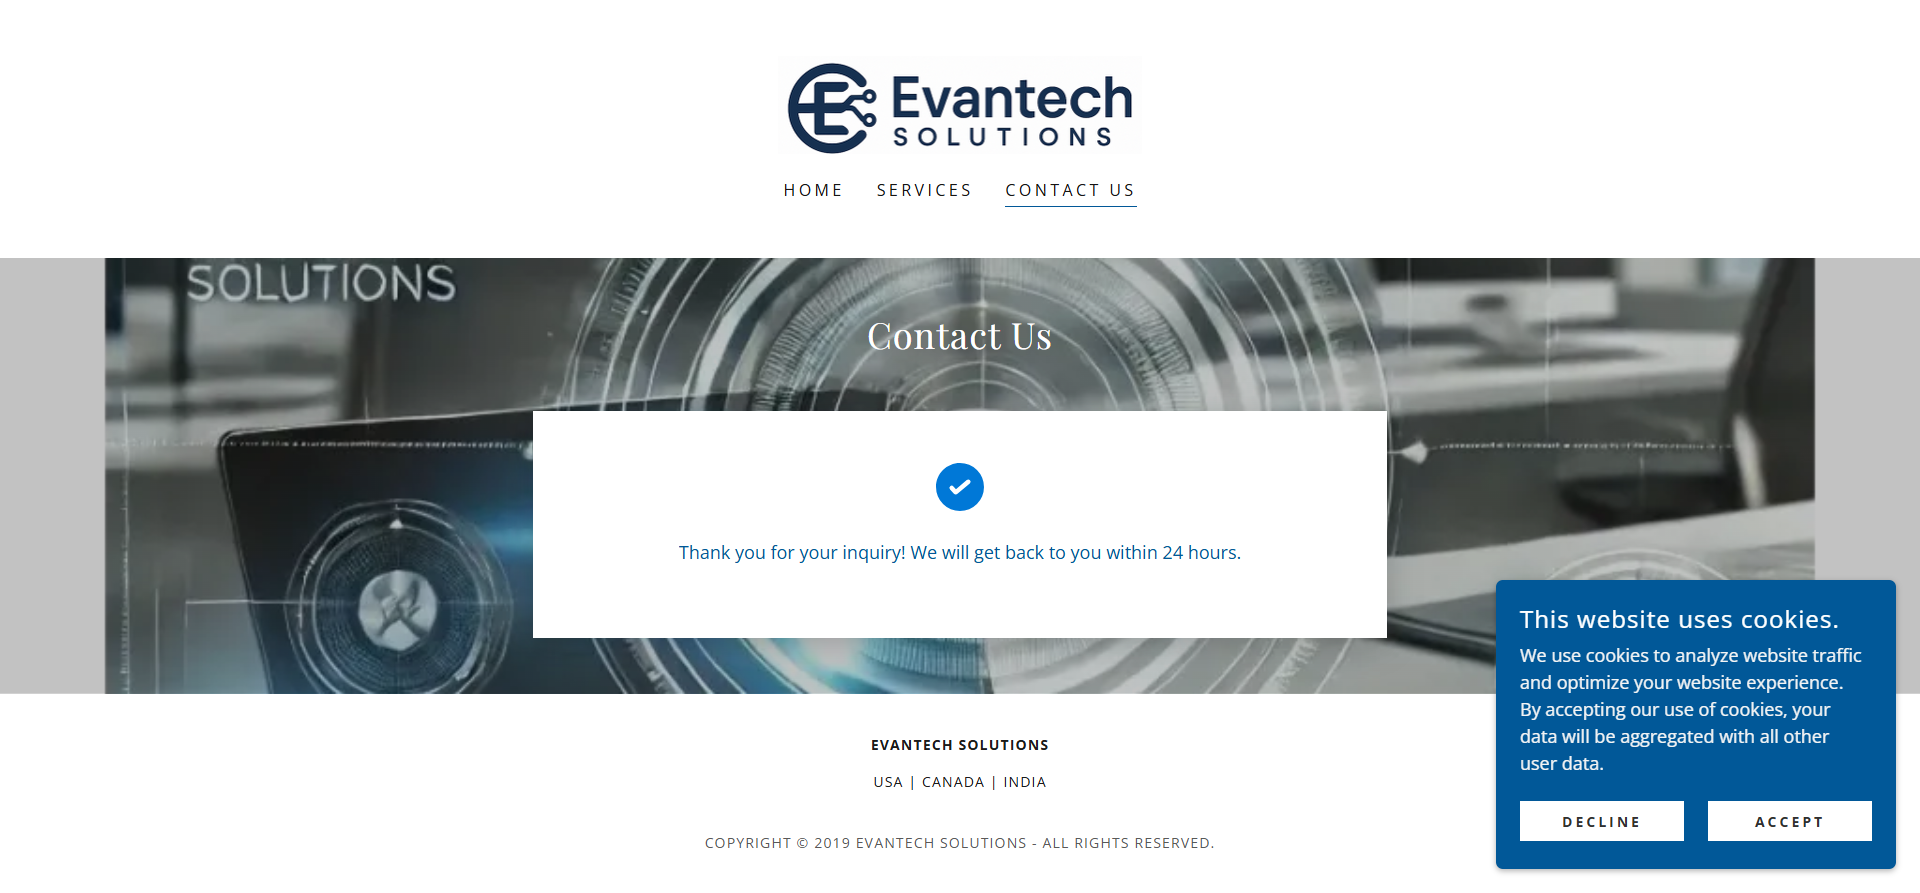 Evantech
SOLUTIONS
HOME SERVICES CONTACT US
SOLUTIONS
Contact Us
Thank you for your inquiry! We will get back to you within 24 hours.
EVANTECH SOLUTIONS
USA | CANADA | INDIA
COPYRIGHT © 2019 EVANTECH SOLUTIONS - ALL RIGHTS RESERVED.
This website uses cookies.
We use cookies to analyze website traffic
and optimize your website experience.
By accepting our use of cookies, your
data will be aggregated with all other
user data.
DECLINE ACCEPT